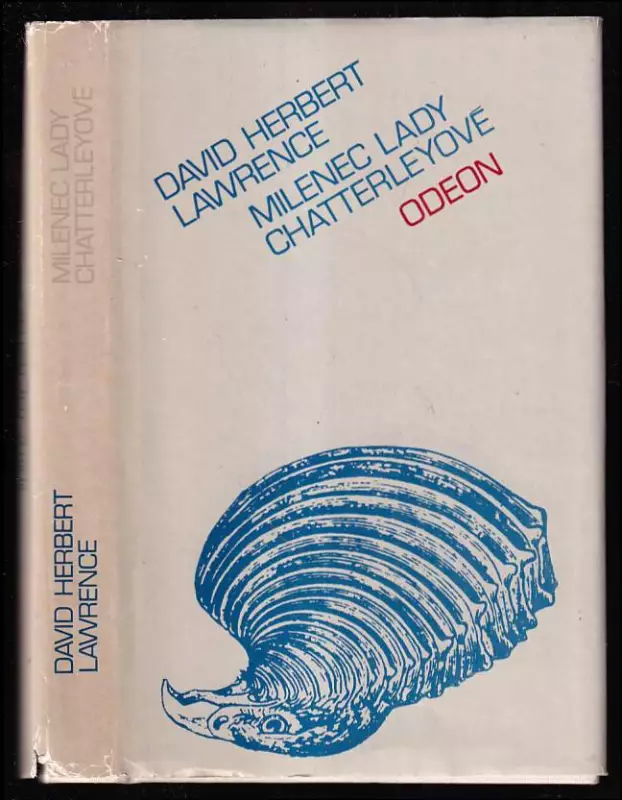 DAVID HERBERT
LAWRENCE
MILENEC LADY
CHATTERLEYOVÉ
ODEON
MILENEC LADY
CHATTERLEYOVÉ
DAVID HERBERT
LAWRENCE